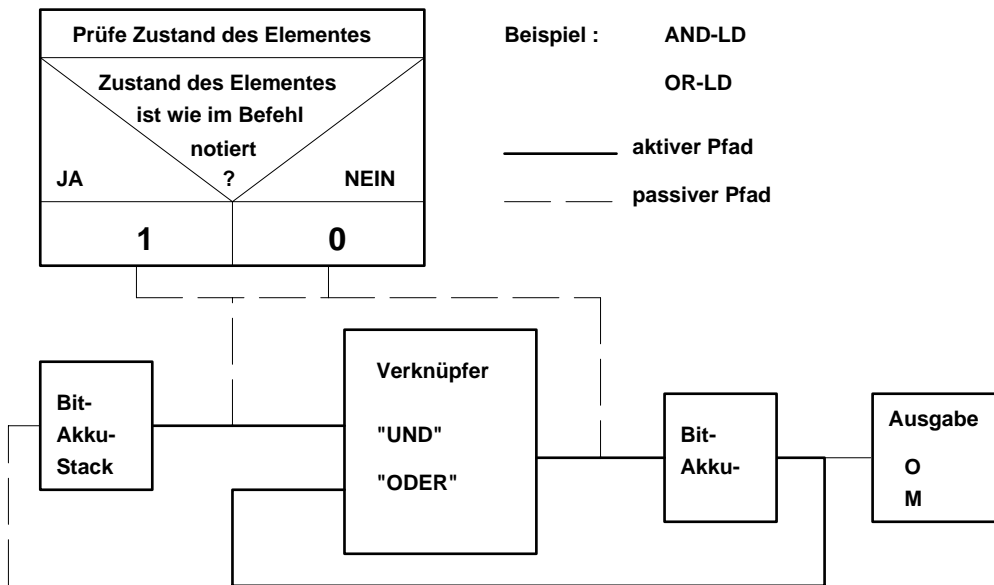 Prüfe Zustand des Elementes
Zustand des Elementes
ist wie im Befehl
notiert
JA ? NEIN
1 0
Beispiel : AND-LD
OR-LD
aktiver Pfad
passiver Pfad
Bit-
Akku-
Stack
Verknüpfer
"UND"
"ODER"
Bit-
Akku-
Ausgabe
O
M